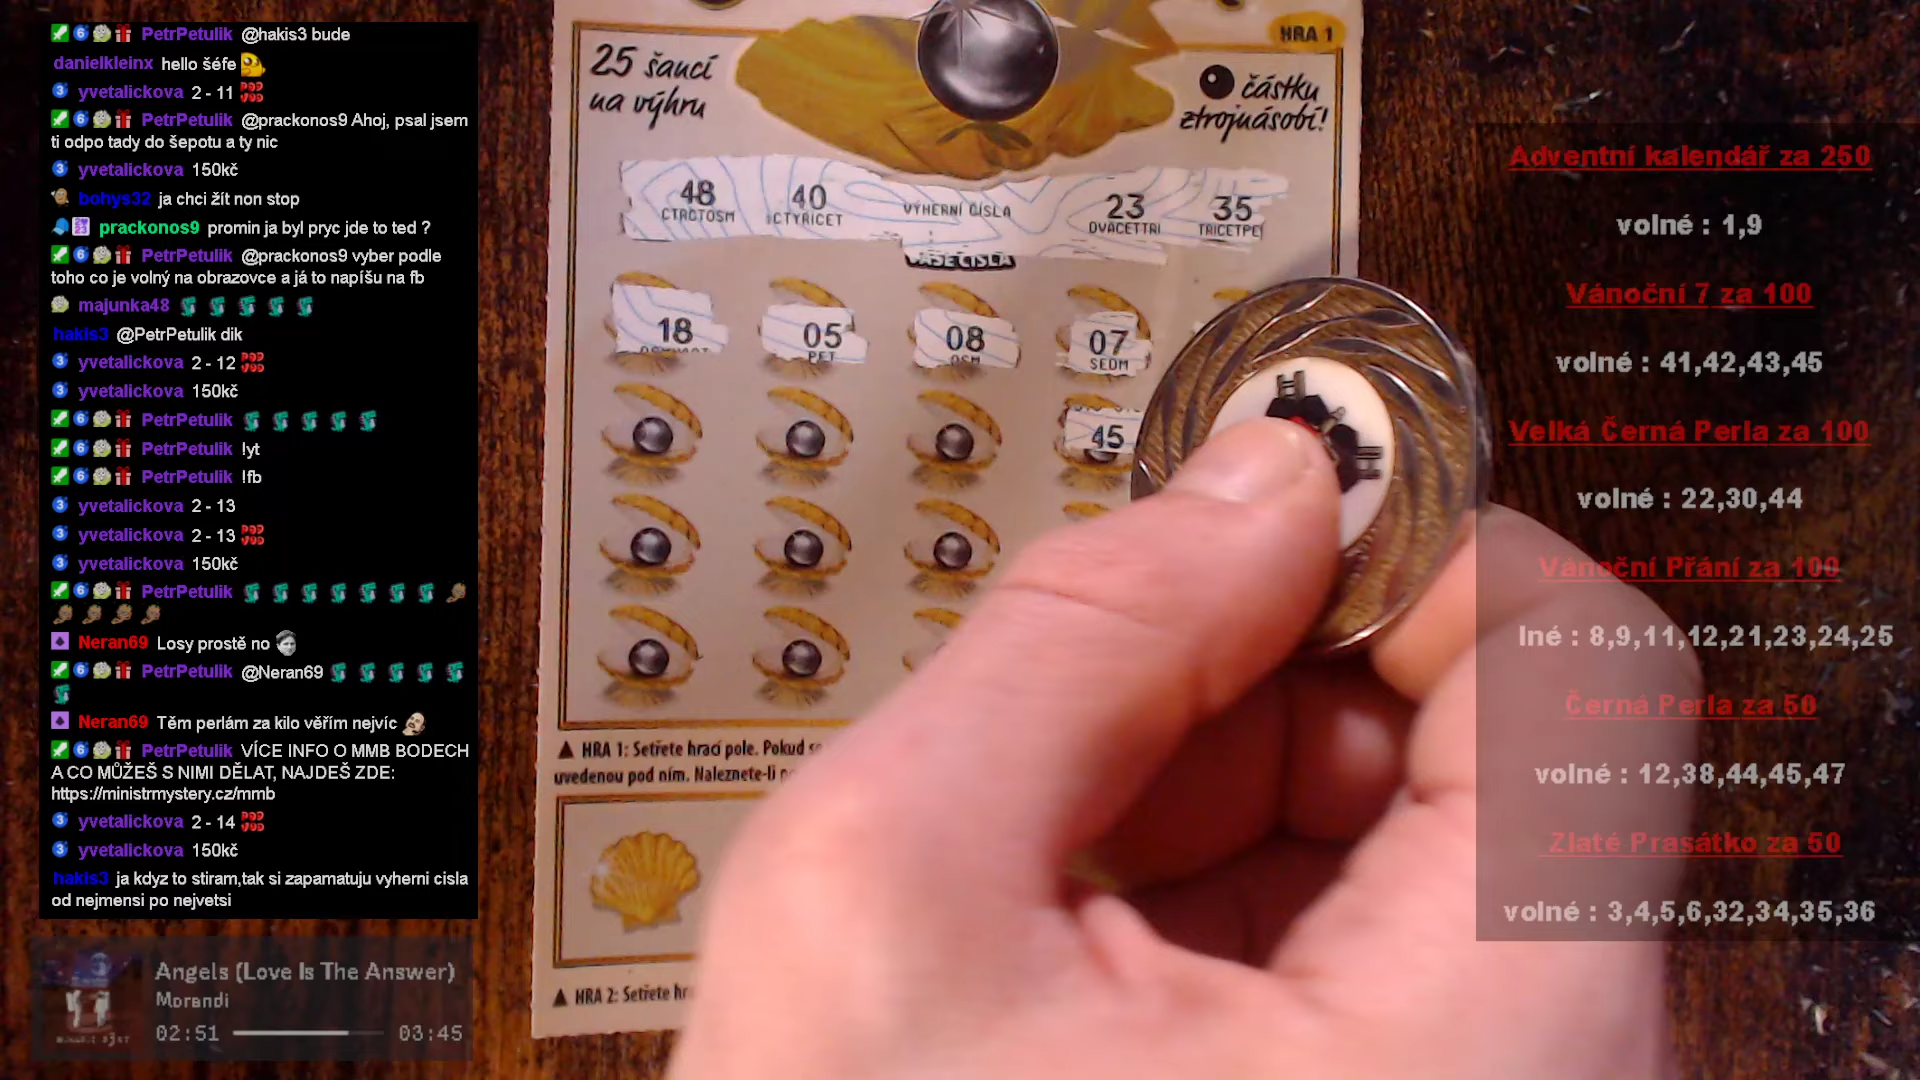 PetrPetulik @hakis3 bude
danielkleinx hello šéfe
yvetalickova 2 - 11
PetrPetulik @prackonos9 Ahoj, psal jsem
ti odpo tady do šepotu a ty nic
yvetalickova 150kč
bohys32 ja chci žít non stop
prackonos9 promin ja byl pryc jde to ted ?
PetrPetulik @prackonos9 vyber podle
toho co je volný na obrazovce a já to napíšu na fb
majunka48
hakis3 @PetrPetulik dik
yvetalickova 2 - 12
yvetalickova 150kč
PetrPetulik
PetrPetulik !yt
PetrPetulik !fb
yvetalickova 2 - 13
yvetalickova 2 - 13
yvetalickova 150kč
PetrPetulik
Neran69 Losy prostě no
PetrPetulik @Neran69
Neran69 Těm perlám za kilo věřím nejvíc
PetrPetulik VÍCE INFO O MMB BODECH
A CO MŮŽEŠ S NIMI DĚLAT, NAJDEŠ ZDE:
https://ministrmystery.cz/mmb
yvetalickova 2 - 14
yvetalickova 150kč
hakis3 ja kdyz to stiram,tak si zapamatuju vyherni cisla
od nejmensi po nejvetsi
Angels (Love Is The Answer)
Morandi
02:51 03:45
HRA 1
25 šancí
na výhru
částku
ztrojnásobí!
48 40 VÝHERNÍ ČÍSLA 23 35
CTRCTOSM CTYRICET DVACETTRI TRICETPE
VAŠE ČÍSLA
18 05 08 07
PET OSM SEDM
45
▲ HRA 1: Setřete hrací pole. Pokud
uvedenou pod ním. Naleznete-li
▲ HRA 2: Setřete
Adventní kalendář za 250
volné : 1,9
Vánoční 7 za 100
volné : 41,42,43,45
Velká Černá Perla za 100
volné : 22,30,44
Vánoční Přání za 100
lné : 8,9,11,12,21,23,24,25
Černá Perla za 50
volné : 12,38,44,45,47
Zlaté Prasátko za 50
volné : 3,4,5,6,32,34,35,36